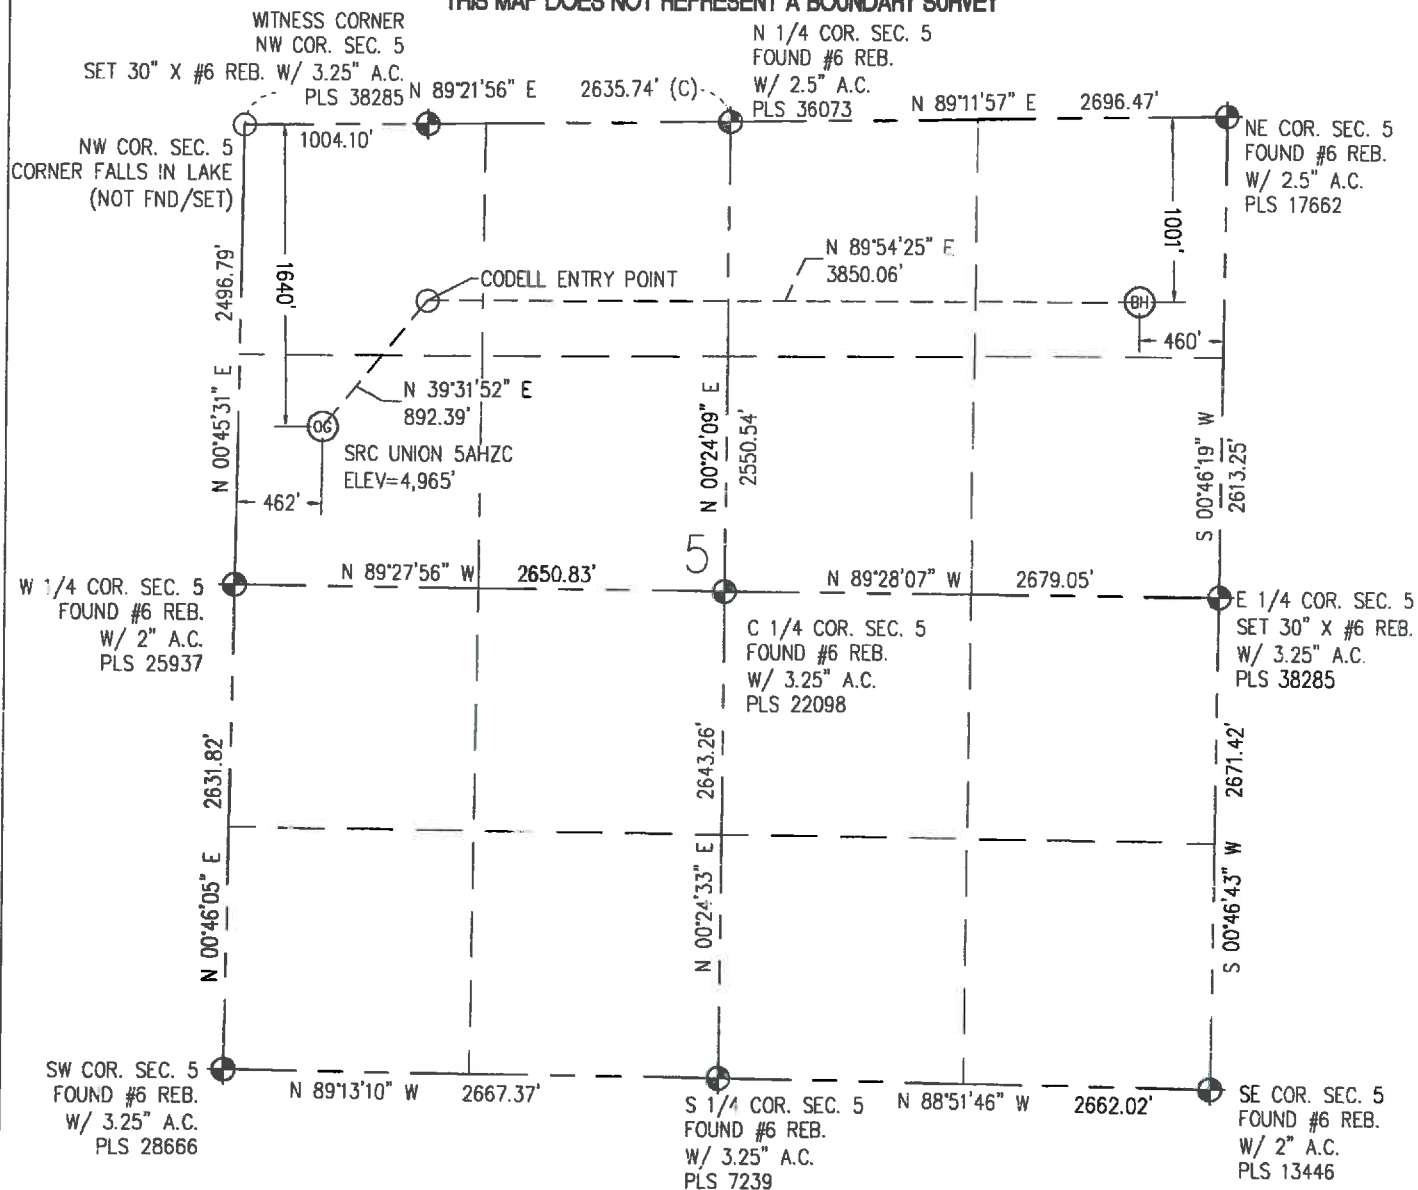 THIS MAP DOES NOT REPRESENT A BOUNDARY SURVEY
WITNESS CORNER
NW COR. SEC. 5
SET 30" X #6 REB. W/ 3.25" A.C.
PLS 38285
N 89°21'56" E
2635.74' (C)
1004.10'
N 1/4 COR. SEC. 5
FOUND #6 REB.
W/ 2.5" A.C.
PLS 36073
N 89°11'57" E
2696.47'
NE COR. SEC. 5
FOUND #6 REB.
W/ 2.5" A.C.
PLS 17662
NW COR. SEC. 5
CORNER FALLS IN LAKE
(NOT FND/SET)
2496.79'
N 00°45'31" E
1640'
CODELL ENTRY POINT
N 89°54'25" E
3850.06'
1001'
BH
460'
N 39°31'52" E
892.39'
OG
SRC UNION 5AHZC
ELEV=4,965'
462'
N 00°24'09" E
2550.54'
S 00°46'19" W
2613.25'
5
W 1/4 COR. SEC. 5
FOUND #6 REB.
W/ 2" A.C.
PLS 25937
N 89°27'56" W
2650.83'
N 89°28'07" W
2679.05'
C 1/4 COR. SEC. 5
FOUND #6 REB.
W/ 3.25" A.C.
PLS 22098
E 1/4 COR. SEC. 5
SET 30" X #6 REB.
W/ 3.25" A.C.
PLS 38285
2631.82'
N 00°46'05" E
2643.26'
N 00°24'33" E
2671.42'
S 00°46'43" W
SW COR. SEC. 5
FOUND #6 REB.
W/ 3.25" A.C.
PLS 28666
N 89°13'10" W
2667.37'
S 1/4 COR. SEC. 5
FOUND #6 REB.
W/ 3.25" A.C.
PLS 7239
N 88°51'46" W
2662.02'
SE COR. SEC. 5
FOUND #6 REB.
W/ 2" A.C.
PLS 13446